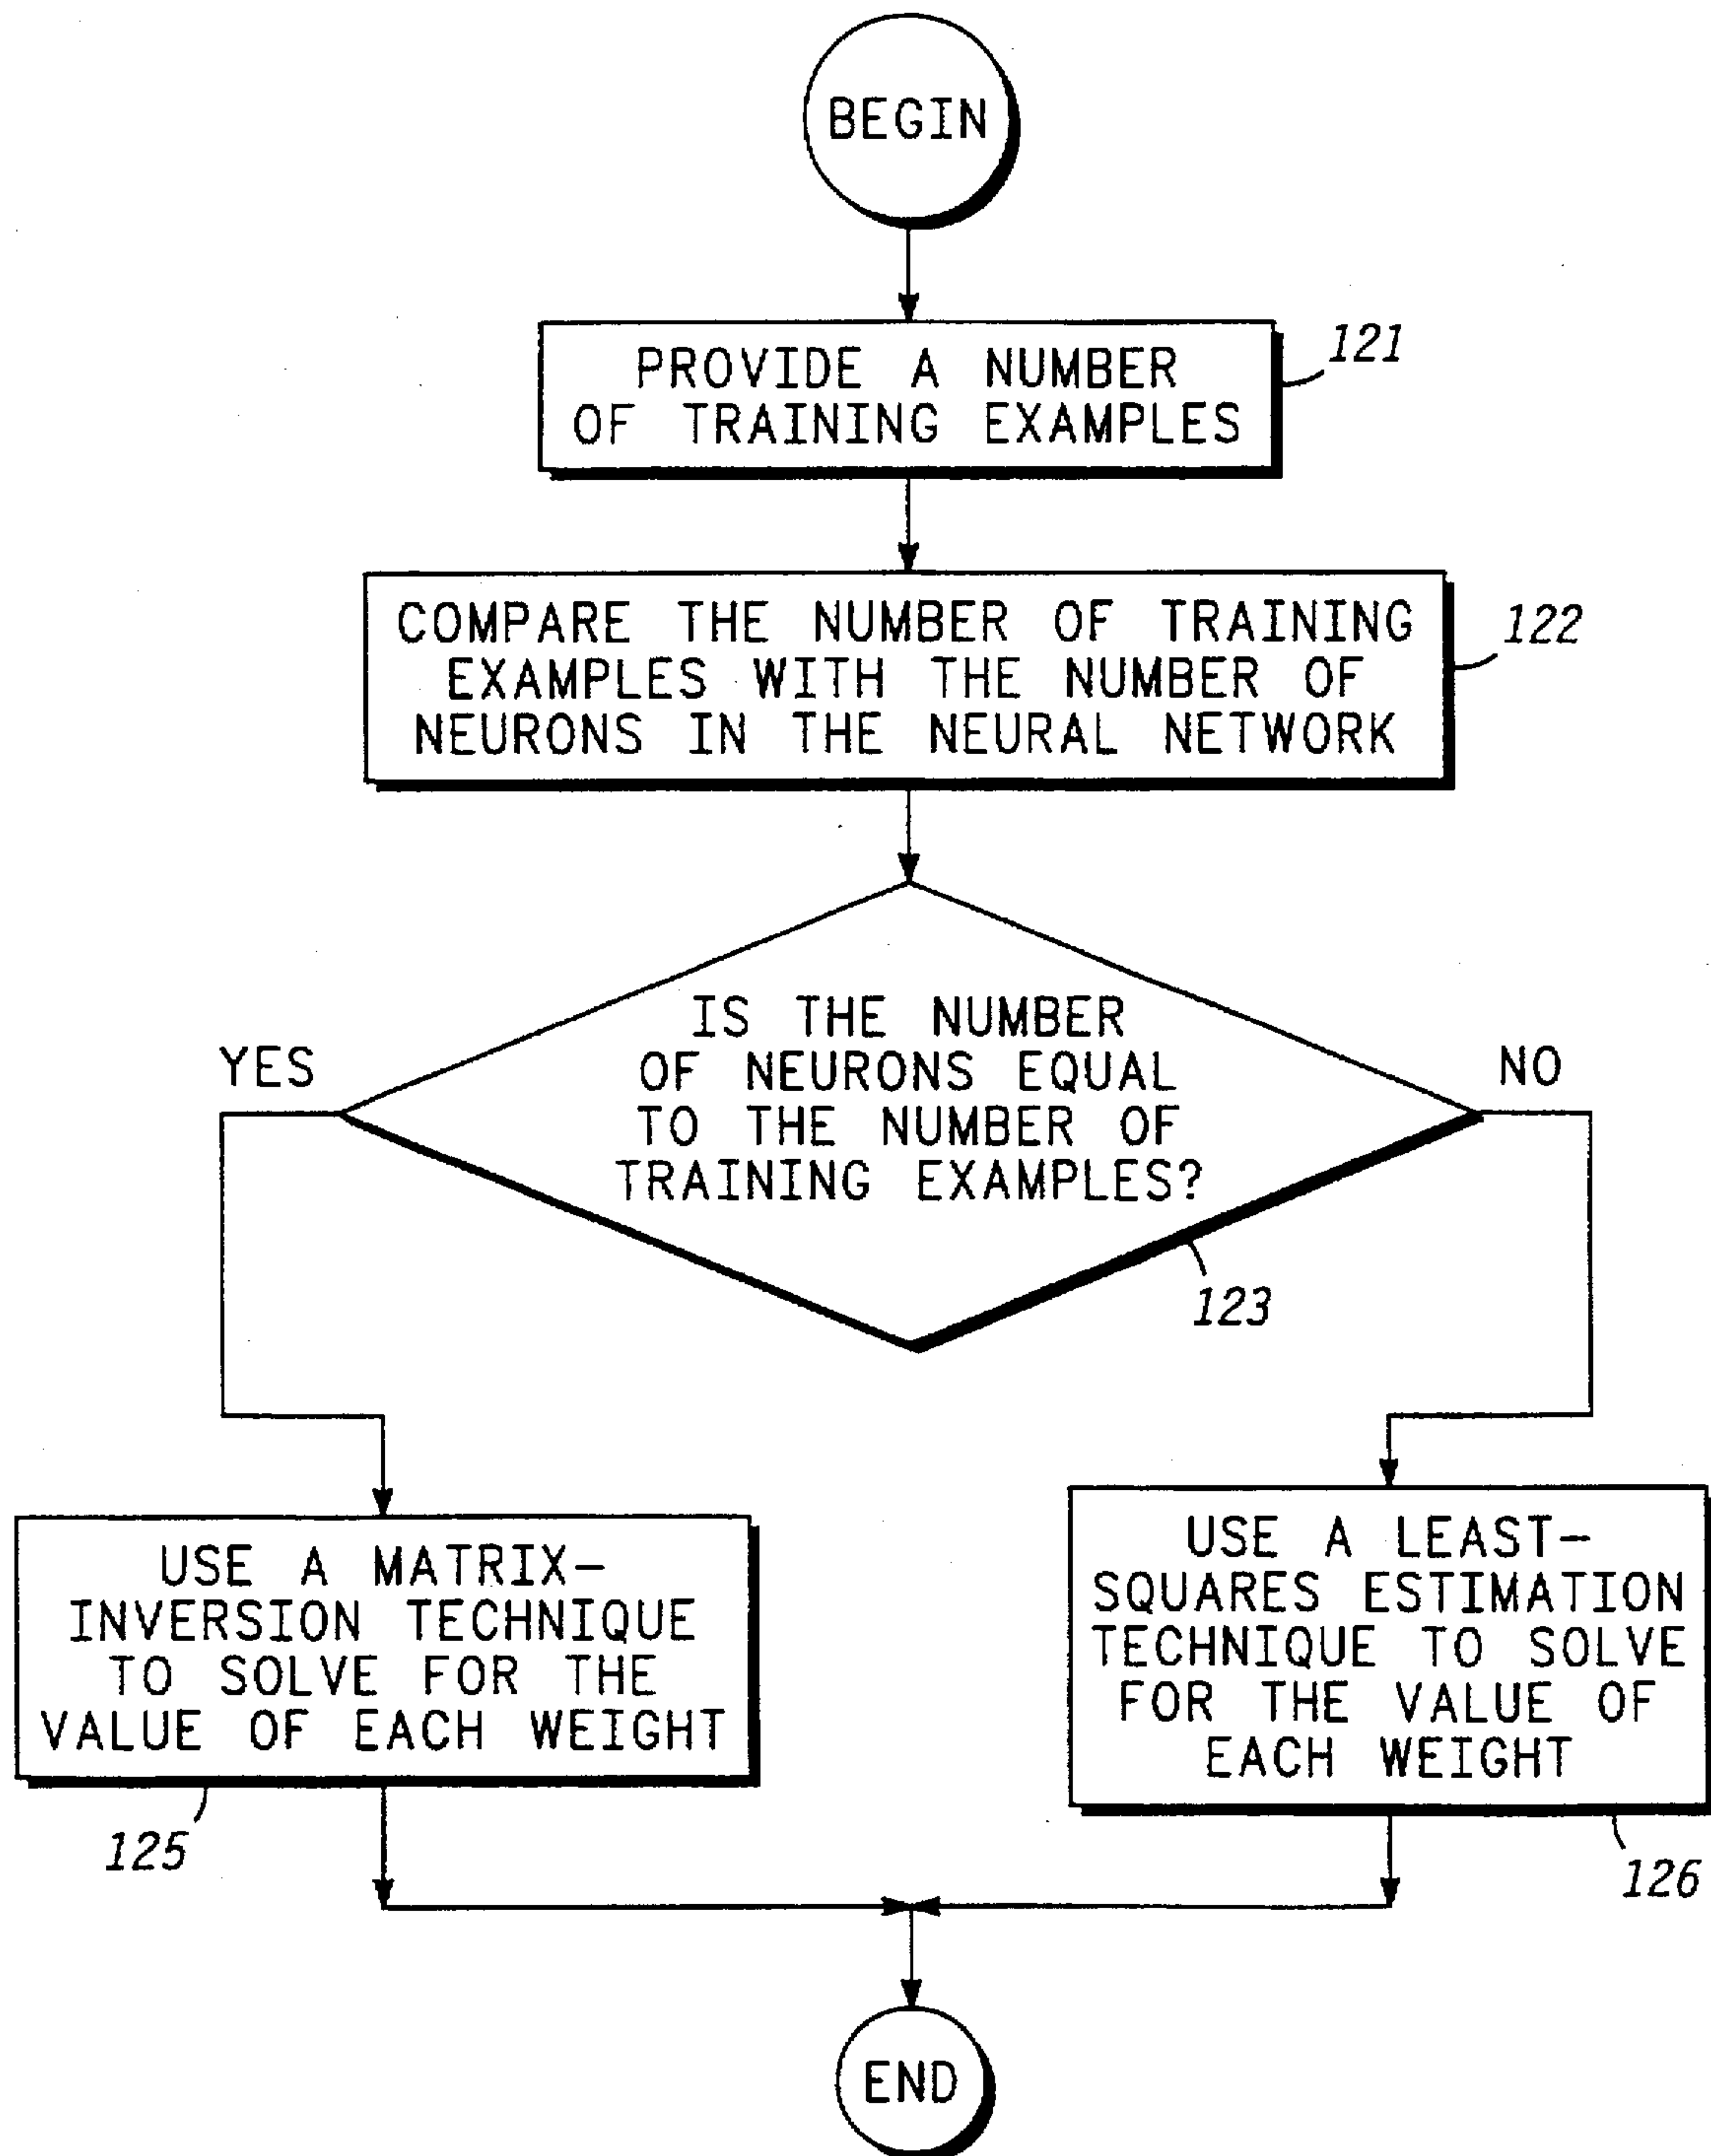 BEGIN
PROVIDE A NUMBER
OF TRAINING EXAMPLES
121
COMPARE THE NUMBER OF TRAINING
EXAMPLES WITH THE NUMBER OF
NEURONS IN THE NEURAL NETWORK
122
IS THE NUMBER
OF NEURONS EQUAL
TO THE NUMBER OF
TRAINING EXAMPLES?
YES
NO
123
USE A MATRIX-
INVERSION TECHNIQUE
TO SOLVE FOR THE
VALUE OF EACH WEIGHT
125
USE A LEAST-
SQUARES ESTIMATION
TECHNIQUE TO SOLVE
FOR THE VALUE OF
EACH WEIGHT
126
END